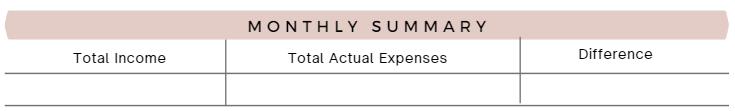 MONTHLY SUMMARY
Total Income Total Actual Expenses Difference